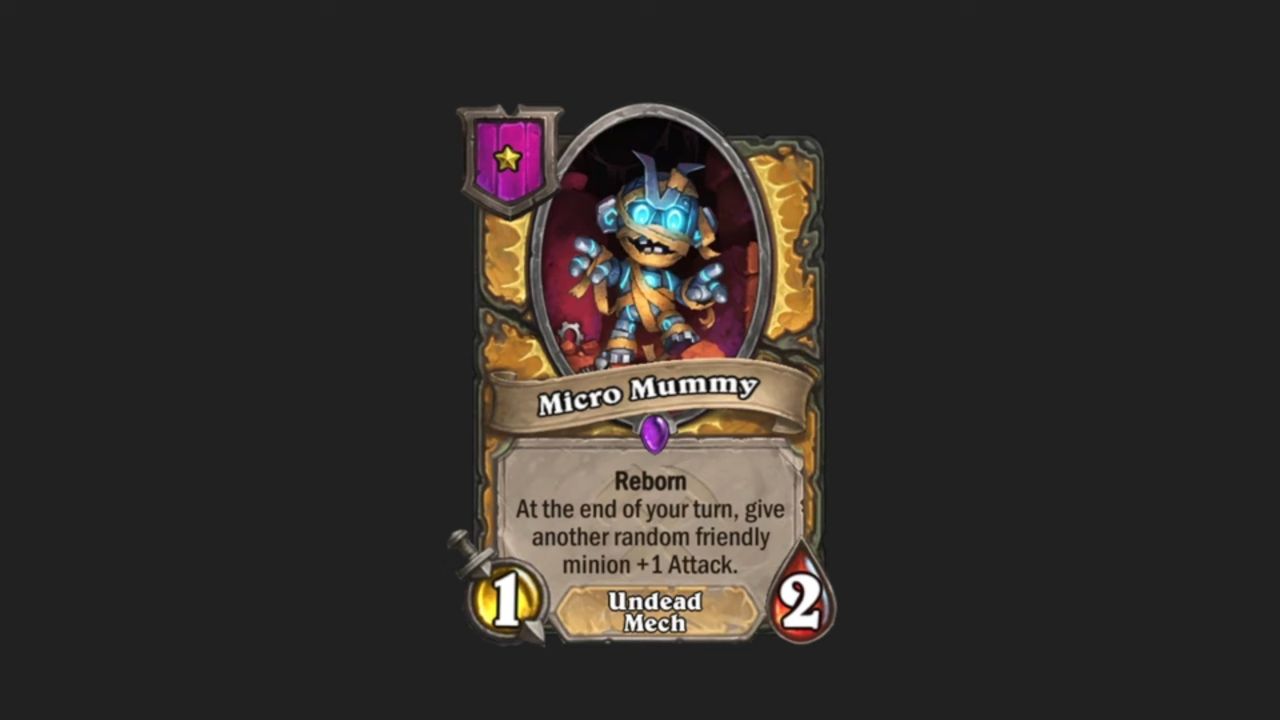 Micro Mummy
Reborn
At the end of your turn, give
another random friendly
minion +1 Attack.
1
Undead
Mech
2